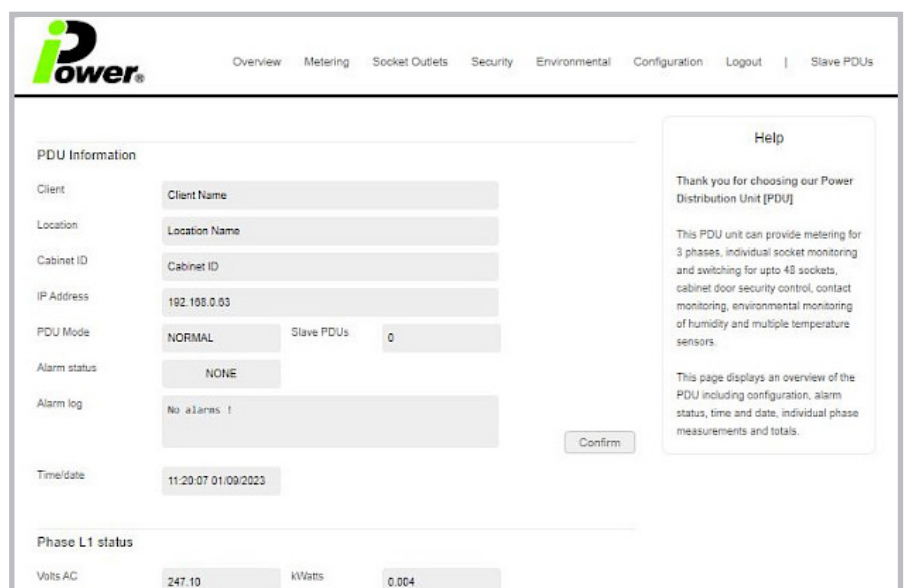 iPower®
Overview Metering Socket Outlets Security Environmental Configuration Logout | Slave PDUs
PDU Information
Client Client Name
Location Location Name
Cabinet ID Cabinet ID
IP Address 192.168.0.63
PDU Mode NORMAL Slave PDUs 0
Alarm status NONE
Alarm log No alarms !
Confirm
Time/date 11:20:07 01/09/2023
Phase L1 status
Volts AC 247.10 kWatts 0.004
Help
Thank you for choosing our Power
Distribution Unit [PDU]
This PDU unit can provide metering for
3 phases, individual socket monitoring
and switching for upto 48 sockets,
cabinet door security control, contact
monitoring, environmental monitoring
of humidity and multiple temperature
sensors.
This page displays an overview of the
PDU including configuration, alarm
status, time and date, individual phase
measurements and totals.